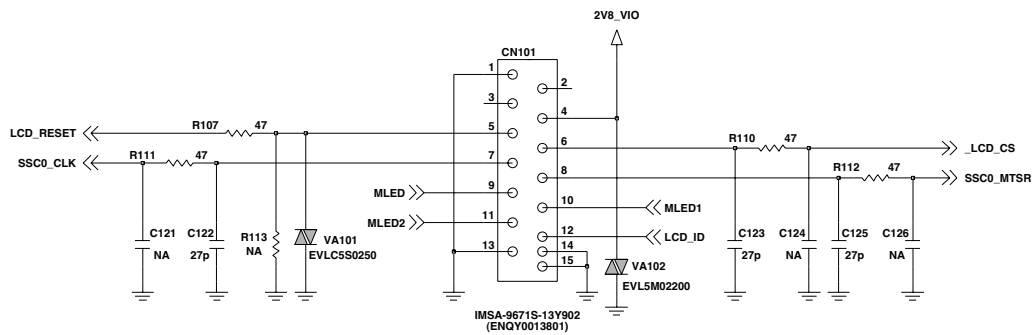 2V8_VIO
CN101
1
2
3
4
LCD_RESET
R107
47
5
6
R110
47
_LCD_CS
SSC0_CLK
R111
47
7
8
R112
47
SSC0_MTSR
MLED
9
10
MLED1
MLED2
11
12
LCD_ID
C121
NA
C122
27p
R113
NA
VA101
EVLC5S0250
13
14
15
VA102
EVL5M02200
C123
27p
C124
NA
C125
27p
C126
NA
IMSA-9671S-13Y902
(ENQY0013801)